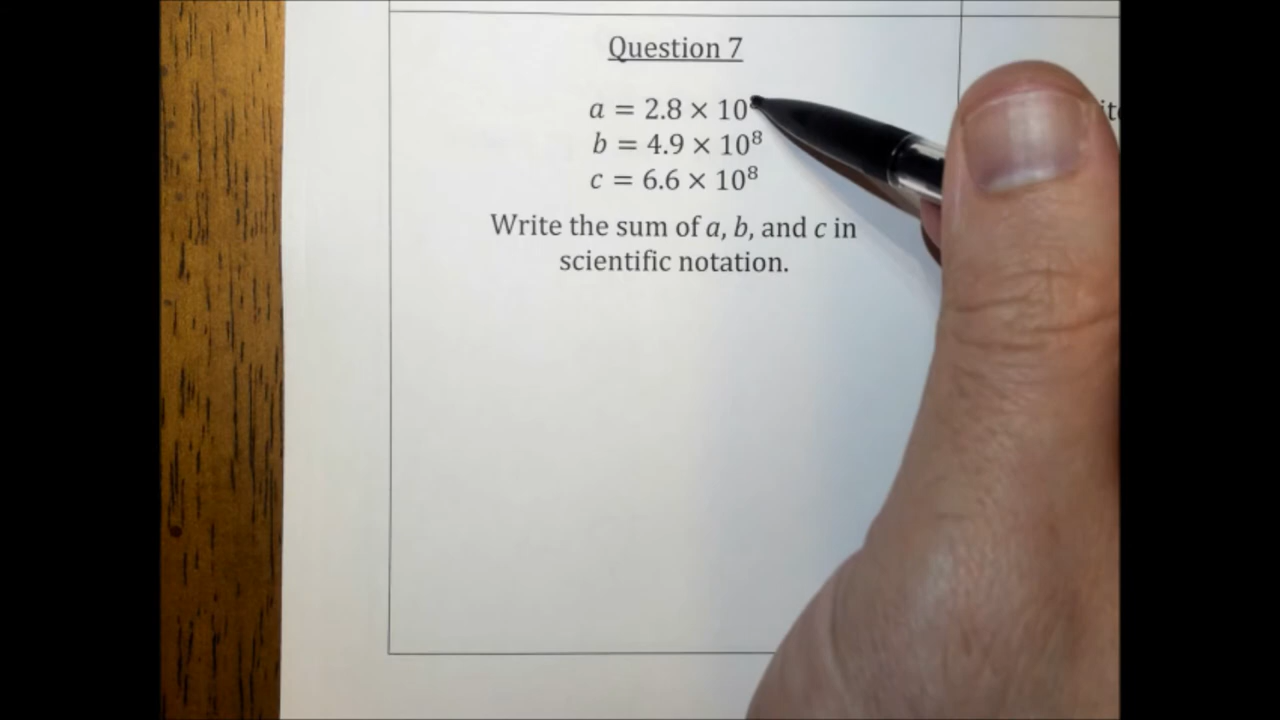 Question 7
a = 2.8 × 10
b = 4.9 × 10⁸
c = 6.6 × 10⁸
Write the sum of a, b, and c in
scientific notation.